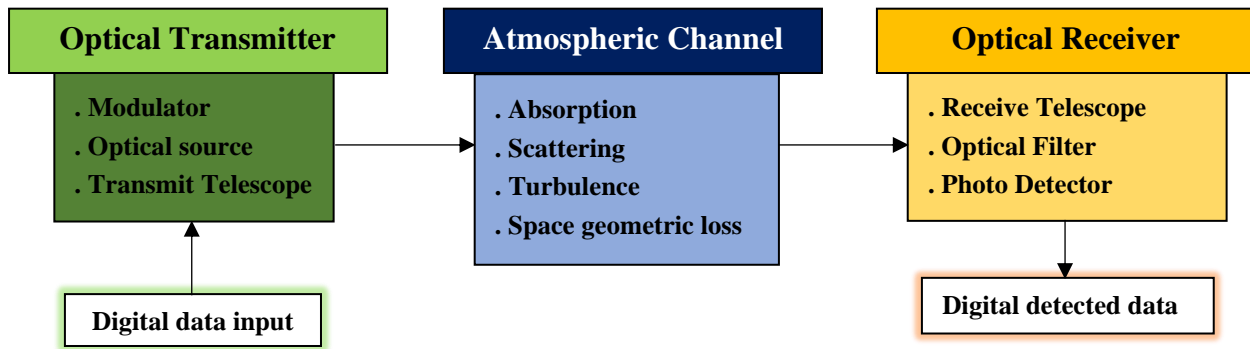 Optical Transmitter
. Modulator
. Optical source
. Transmit Telescope
Digital data input
Atmospheric Channel
. Absorption
. Scattering
. Turbulence
. Space geometric loss
Optical Receiver
. Receive Telescope
. Optical Filter
. Photo Detector
Digital detected data